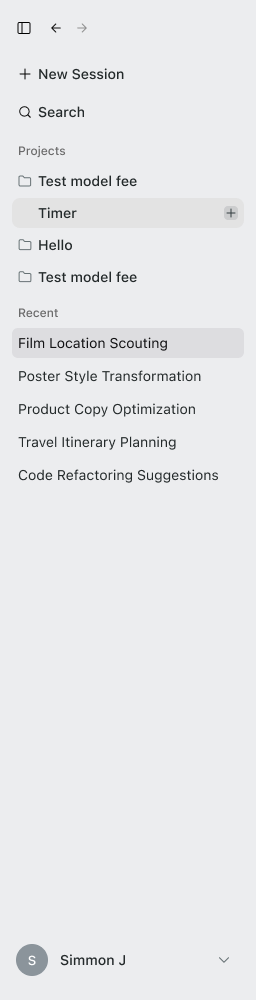 New Session
Search
Projects
Test model fee
Timer
Hello
Test model fee
Recent
Film Location Scouting
Poster Style Transformation
Product Copy Optimization
Travel Itinerary Planning
Code Refactoring Suggestions
S Simmon J